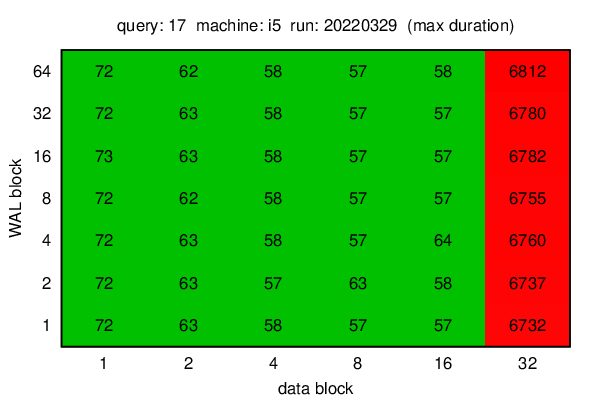 query: 17 machine: i5 run: 20220329 (max duration)
WAL block
64 72 62 58 57 58 6812
32 72 63 58 57 57 6780
16 73 63 58 57 57 6782
8 72 62 58 57 57 6755
4 72 63 58 57 64 6760
2 72 63 57 63 58 6737
1 72 63 58 57 57 6732
1 2 4 8 16 32
data block